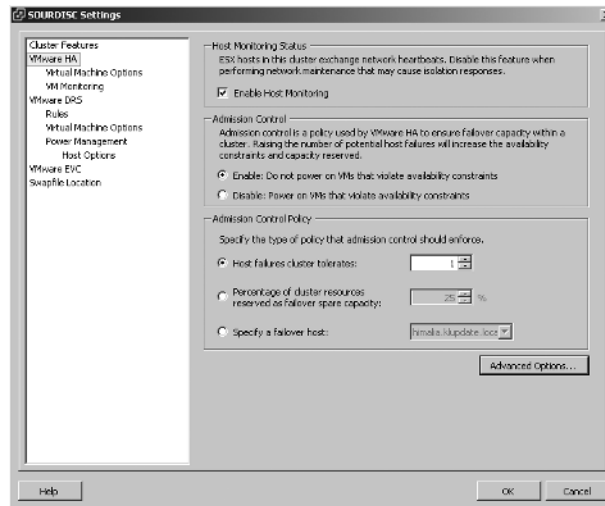 SOURDISC Settings
Cluster Features
VMware HA
Virtual Machine Options
VM Monitoring
VMware DRS
Rules
Virtual Machine Options
Power Management
Host Options
VMware EVC
Swapfile Location
Host Monitoring Status
ESX hosts in this cluster exchange network heartbeats. Disable this feature when
performing network maintenance that may cause isolation responses.
Enable Host Monitoring
Admission Control
Admission control is a policy used by VMware HA to ensure failover capacity within a
cluster. Raising the number of potential host failures will increase the availability
constraints and capacity reserved.
Enable: Do not power on VMs that violate availability constraints
Disable: Power on VMs that violate availability constraints
Admission Control Policy
Specify the type of policy that admission control should enforce.
Host failures cluster tolerates:
1
Percentage of cluster resources
reserved as failover spare capacity:
25 %
Specify a failover host:
himalia.klupdate.loca
Advanced Options...
Help
OK
Cancel